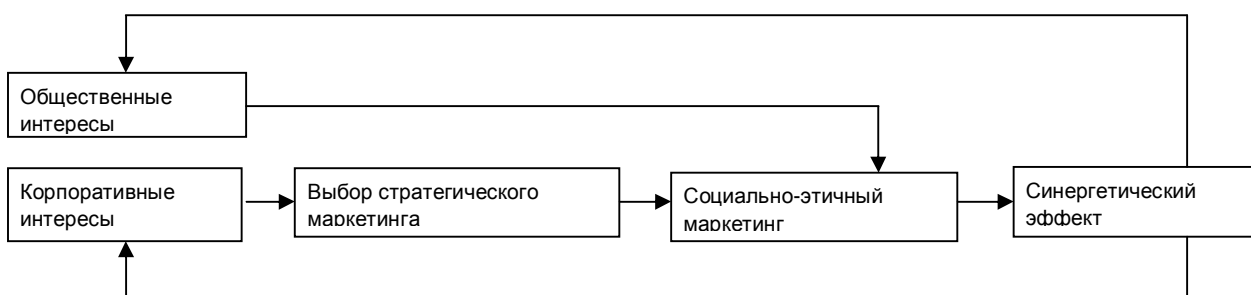 Общественные
интересы
Корпоративные
интересы
Выбор стратегического
маркетинга
Социально-этичный
маркетинг
Синергетический
эффект